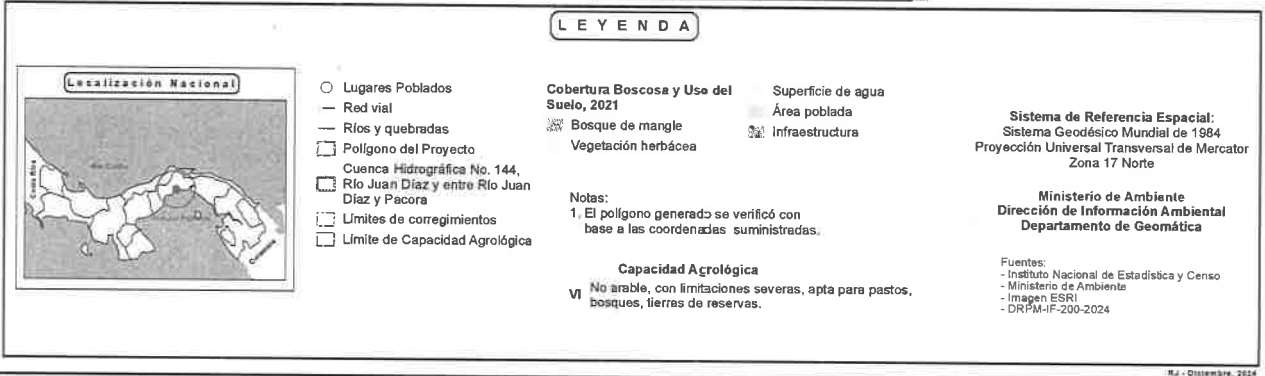 LEYENDA
Localización Nacional
Costa Rica
Colombia
Lugares Poblados
Red vial
Ríos y quebradas
Polígono del Proyecto
Cuenca Hidrográfica No. 144,
Río Juan Díaz y entre Río Juan
Díaz y Pacora
Límites de corregimientos
Límite de Capacidad Agrológica
Cobertura Boscosa y Uso del
Suelo, 2021
Bosque de mangle
Vegetación herbácea
Superficie de agua
Área poblada
Infraestructura
Notas:
1. El polígono generado se verificó con
base a las coordenadas suministradas.
Capacidad Agrológica
VI No arable, con limitaciones severas, apta para pastos,
bosques, tierras de reservas.
Sistema de Referencia Espacial:
Sistema Geodésico Mundial de 1984
Proyección Universal Transversal de Mercator
Zona 17 Norte
Ministerio de Ambiente
Dirección de Información Ambiental
Departamento de Geomática
Fuentes:
- Instituto Nacional de Estadística y Censo
- Ministerio de Ambiente
- Imagen ESRI
- DRPM-IF-200-2024
RJ - Diciembre, 2024